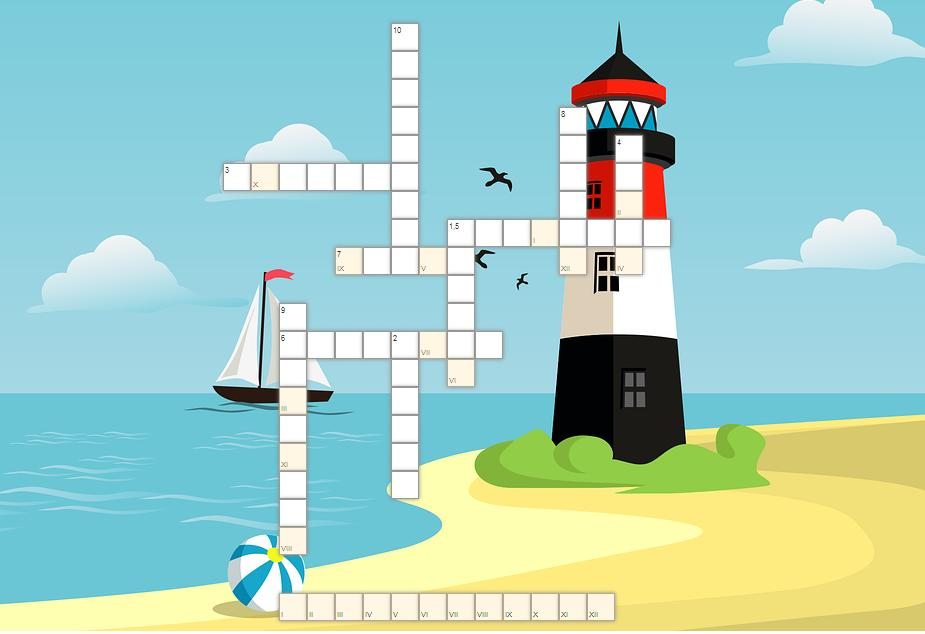 10
8
4
3 X
II
1,5 I
7 IX V XII IV
9
6 2 VII
VI
III
XI
VIII
I II III IV V VI VII VIII IX X XI XII